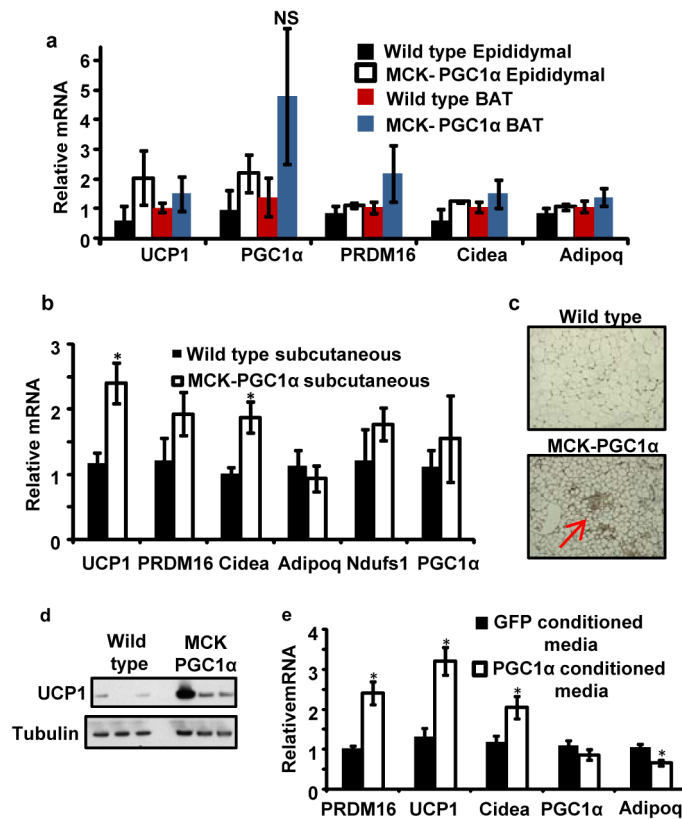 NS
a
Wild type Epididymal
MCK- PGC1α Epididymal
Wild type BAT
MCK- PGC1α BAT
Relative mRNA
6
5
4
3
2
1
0
UCP1 PGC1α PRDM16 Cidea Adipoq
b
c
Wild type
Wild type subcutaneous
MCK-PGC1α subcutaneous
*
*
Relative mRNA
3
2
1
0
MCK-PGC1α
UCP1 PRDM16 Cidea Adipoq Ndufs1 PGC1α
d
Wild type
MCK PGC1α
UCP1
Tubulin
e
GFP conditioned media
PGC1α conditioned media
*
*
*
*
RelativemRNA
4
3
2
1
0
PRDM16 UCP1 Cidea PGC1α Adipoq